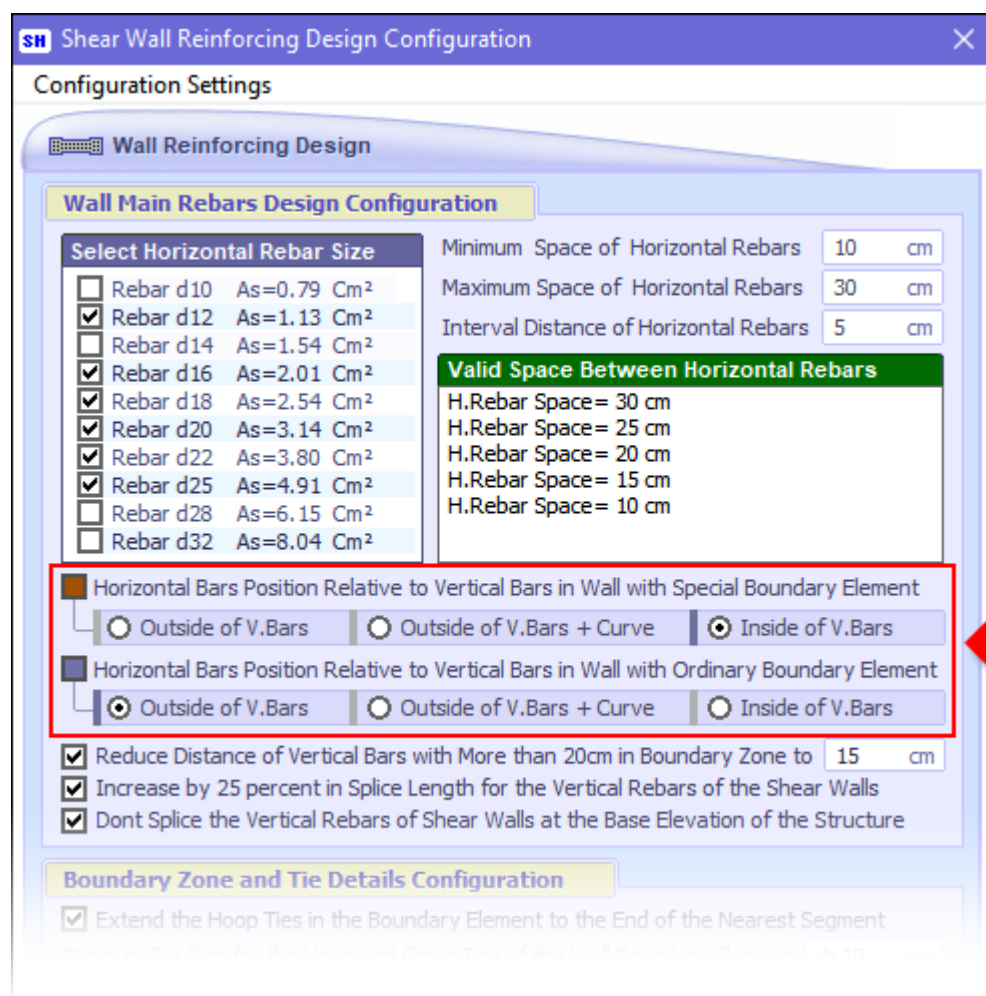 SH Shear Wall Reinforcing Design Configuration
Configuration Settings
Wall Reinforcing Design
Wall Main Rebars Design Configuration
Select Horizontal Rebar Size
Rebar d10 As=0.79 Cm²
Rebar d12 As=1.13 Cm²
Rebar d14 As=1.54 Cm²
Rebar d16 As=2.01 Cm²
Rebar d18 As=2.54 Cm²
Rebar d20 As=3.14 Cm²
Rebar d22 As=3.80 Cm²
Rebar d25 As=4.91 Cm²
Rebar d28 As=6.15 Cm²
Rebar d32 As=8.04 Cm²
Minimum Space of Horizontal Rebars 10 cm
Maximum Space of Horizontal Rebars 30 cm
Interval Distance of Horizontal Rebars 5 cm
Valid Space Between Horizontal Rebars
H.Rebar Space= 30 cm
H.Rebar Space= 25 cm
H.Rebar Space= 20 cm
H.Rebar Space= 15 cm
H.Rebar Space= 10 cm
Horizontal Bars Position Relative to Vertical Bars in Wall with Special Boundary Element
Outside of V.Bars Outside of V.Bars + Curve Inside of V.Bars
Horizontal Bars Position Relative to Vertical Bars in Wall with Ordinary Boundary Element
Outside of V.Bars Outside of V.Bars + Curve Inside of V.Bars
Reduce Distance of Vertical Bars with More than 20cm in Boundary Zone to 15 cm
Increase by 25 percent in Splice Length for the Vertical Rebars of the Shear Walls
Dont Splice the Vertical Rebars of Shear Walls at the Base Elevation of the Structure
Boundary Zone and Tie Details Configuration
Extend the Hoop Ties in the Boundary Element to the End of the Nearest Segment